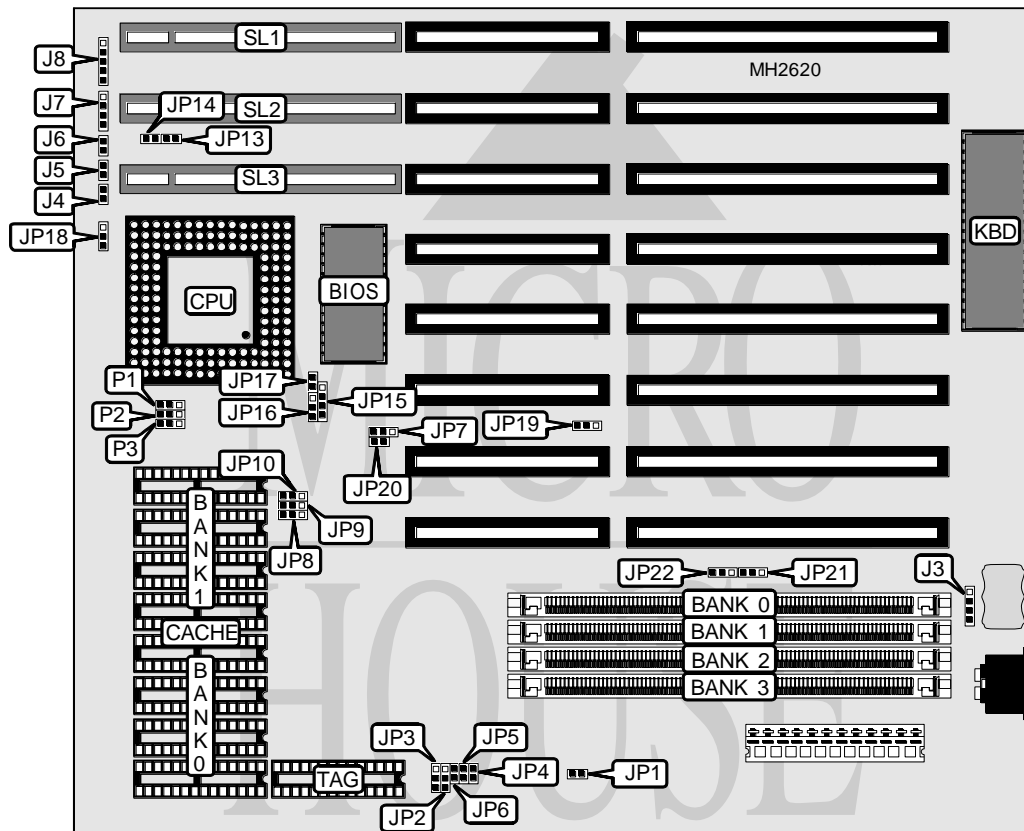 SL1
J8
MH2620
J7
JP14
SL2
J6
JP13
J5
SL3
J4
JP18
KBD
CPU
BIOS
P1
JP17
JP15
P2
JP16
JP7
JP19
P3
JP10
JP20
BANK 1
JP9
JP8
JP22
JP21
J3
BANK 0
CACHE
BANK 1
BANK 2
BANK 0
BANK 3
JP3
JP5
TAG
JP4
JP1
JP2
JP6
MICRO
HOUSE